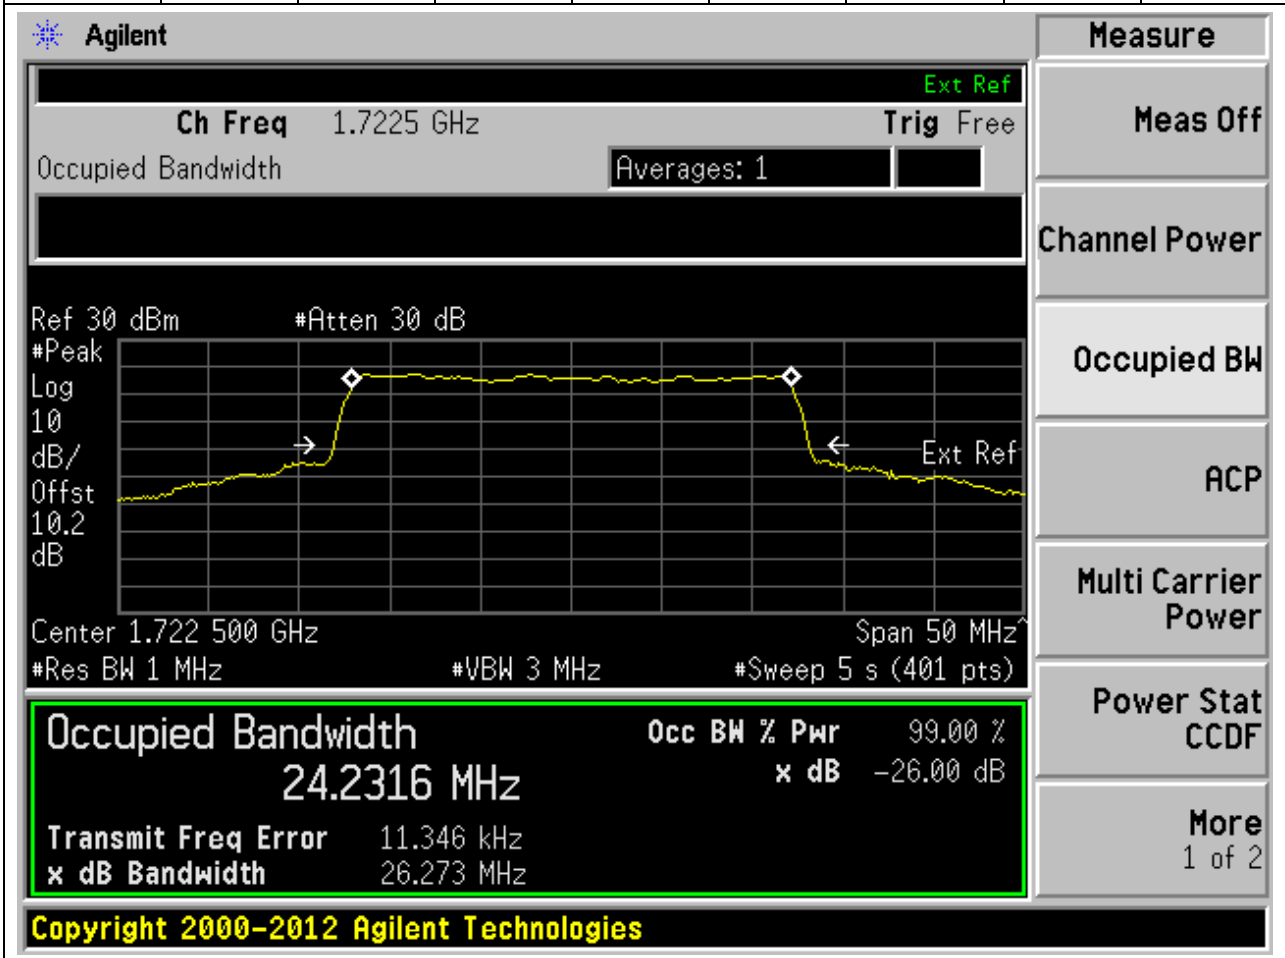 Agilent
Measure
Ext Ref
Ch Freq 1.7225 GHz Trig Free
Meas Off
Occupied Bandwidth Averages: 1
Channel Power
Ref 30 dBm #Atten 30 dB
#Peak
Log
10
dB/
Offst
10.2
dB
Ext Ref
Occupied BW
ACP
Center 1.722 500 GHz Span 50 MHz^
#Res BW 1 MHz #VBW 3 MHz #Sweep 5 s (401 pts)
Multi Carrier
Power
Occupied Bandwidth Occ BW % Pwr 99.00 %
24.2316 MHz x dB -26.00 dB
Transmit Freq Error 11.346 kHz
x dB Bandwidth 26.273 MHz
Power Stat
CCDF
More
1 of 2
Copyright 2000-2012 Agilent Technologies